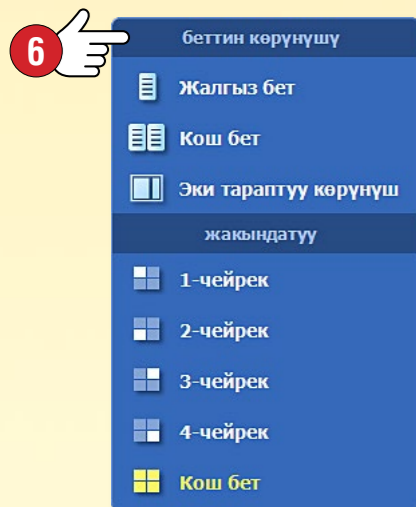 6
беттин көрүнүшү
Жалгыз бет
Кош бет
Эки тараптуу көрүнүш
жакындатуу
1-чейрек
2-чейрек
3-чейрек
4-чейрек
Кош бет